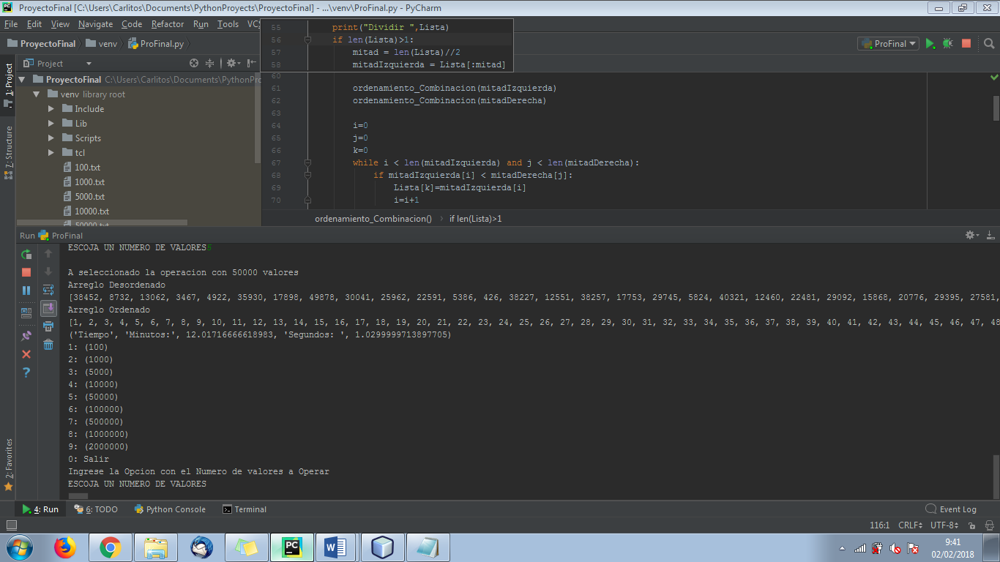 ProyectoFinal [C:\Users\Carlitos\Documents\PythonProyects\ProyectoFinal] - ...\venv\ProFinal.py - PyCharm
File Edit View Navigate Code Refactor Run Tools VC
ProyectoFinal venv ProFinal.py
ProFinal
1: Project
7: Structure
2: Favorites
Project
ProyectoFinal C:\Users\Carlitos\Documents\PythonPro
venv library root
Include
Lib
Scripts
tcl
100.txt
1000.txt
5000.txt
10000.txt
50000.txt
55 print("Dividir ",Lista)
56 if len(Lista)>1:
57 mitad = len(Lista)//2
58 mitadIzquierda = Lista[:mitad]
60
61 ordenamiento_Combinacion(mitadIzquierda)
62 ordenamiento_Combinacion(mitadDerecha)
63
64 i=0
65 j=0
66 k=0
67 while i < len(mitadIzquierda) and j < len(mitadDerecha):
68 if mitadIzquierda[i] < mitadDerecha[j]:
69 Lista[k]=mitadIzquierda[i]
70 i=i+1
ordenamiento_Combinacion() if len(Lista)>1
Run ProFinal
ESCOJA UN NUMERO DE VALORES5
A seleccionado la operacion con 50000 valores
Arreglo Desordenado
[38452, 8732, 13062, 3467, 4922, 35930, 17898, 49878, 30041, 25962, 22591, 5386, 426, 38227, 12551, 38257, 17753, 29745, 5824, 40321, 12460, 22481, 29092, 15868, 20776, 29395, 27581,
Arreglo Ordenado
[1, 2, 3, 4, 5, 6, 7, 8, 9, 10, 11, 12, 13, 14, 15, 16, 17, 18, 19, 20, 21, 22, 23, 24, 25, 26, 27, 28, 29, 30, 31, 32, 33, 34, 35, 36, 37, 38, 39, 40, 41, 42, 43, 44, 45, 46, 47, 48
('Tiempo', 'Minutos:', 12.01716666618983, 'Segundos: ', 1.0299999713897705)
1: (100)
2: (1000)
3: (5000)
4: (10000)
5: (50000)
6: (100000)
7: (500000)
8: (1000000)
9: (2000000)
0: Salir
Ingrese la Opcion con el Numero de valores a Operar
ESCOJA UN NUMERO DE VALORES
4: Run 6: TODO Python Console Terminal Event Log
116:1 CRLF UTF-8
9:41
02/02/2018